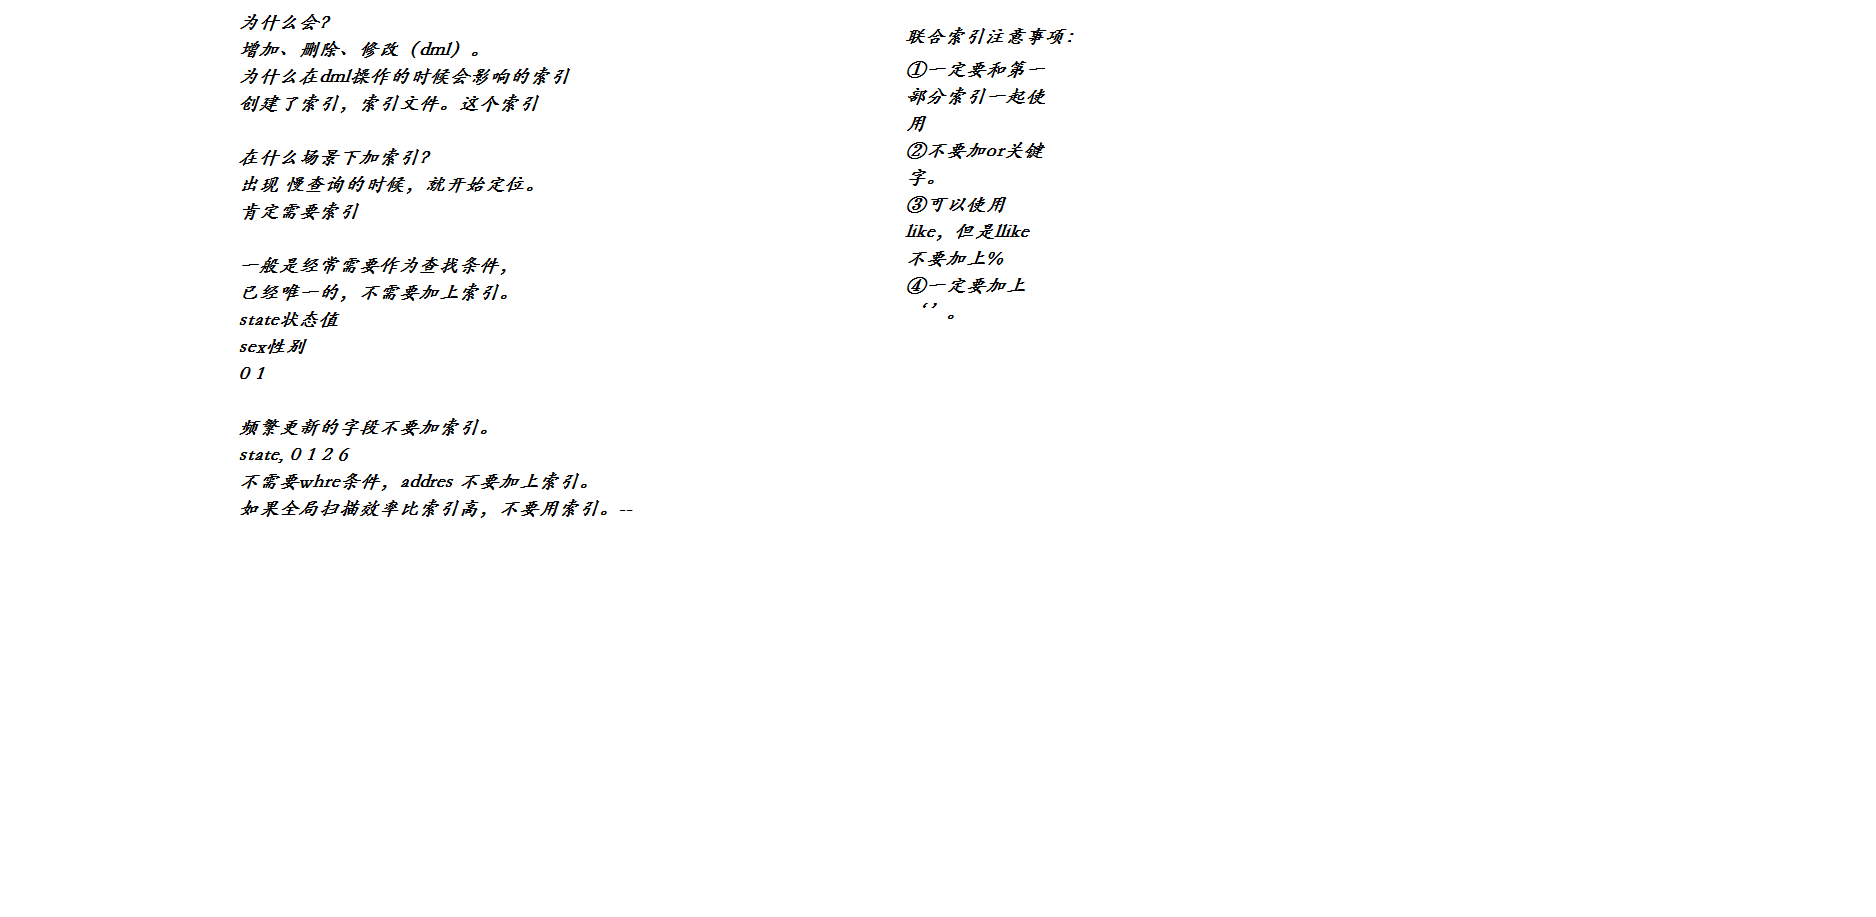 为什么会？
增加、删除、修改（dml）。
为什么在dml操作的时候会影响的索引
创建了索引，索引文件。这个索引
在什么场景下加索引？
出现 慢查询的时候，就开始定位。
肯定需要索引
一般是经常需要作为查找条件，
已经唯一的，不需要加上索引。
state状态值
sex性别
0 1
频繁更新的字段不要加索引。
state, 0 1 2 6
不需要whre条件，addres 不要加上索引。
如果全局扫描效率比索引高，不要用索引。--
联合索引注意事项：
①一定要和第一
部分索引一起使
用
②不要加or关键
字。
③可以使用
like，但是llike
不要加上%
④一定要加上
‘’。